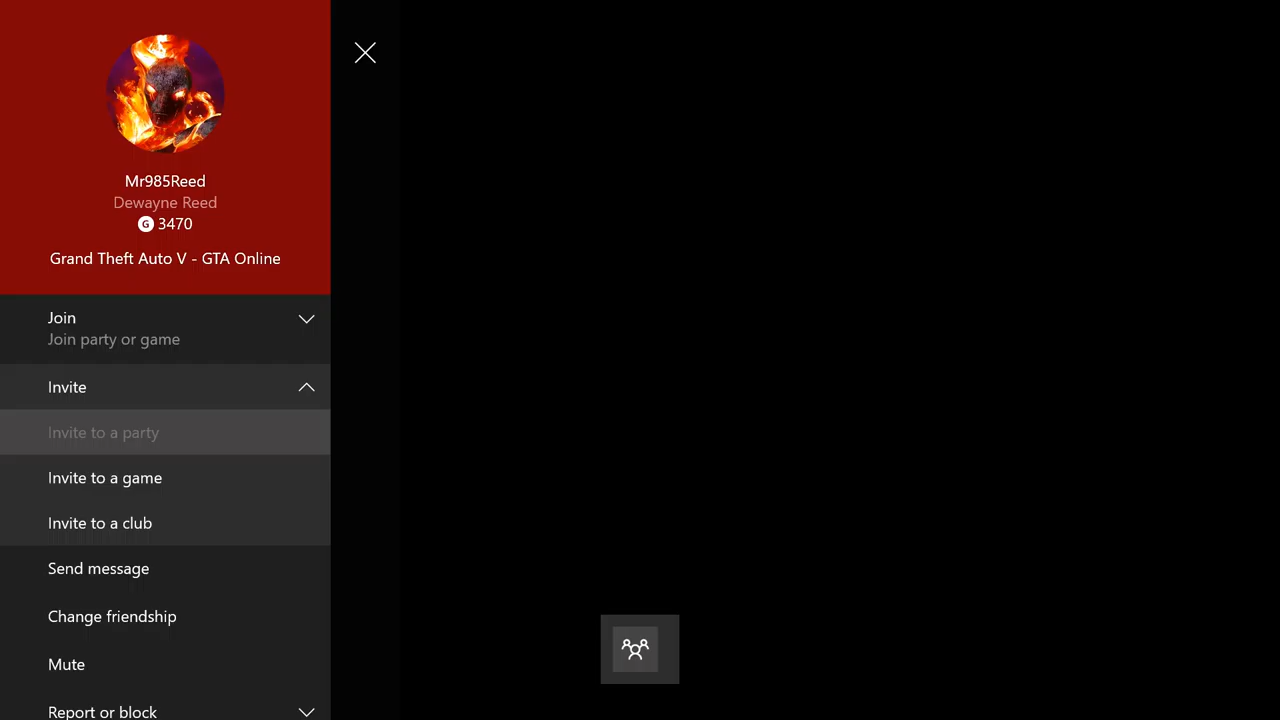 Mr985Reed
Dewayne Reed
G 3470
Grand Theft Auto V - GTA Online
Join
Join party or game
Invite
Invite to a party
Invite to a game
Invite to a club
Send message
Change friendship
Mute
Report or block